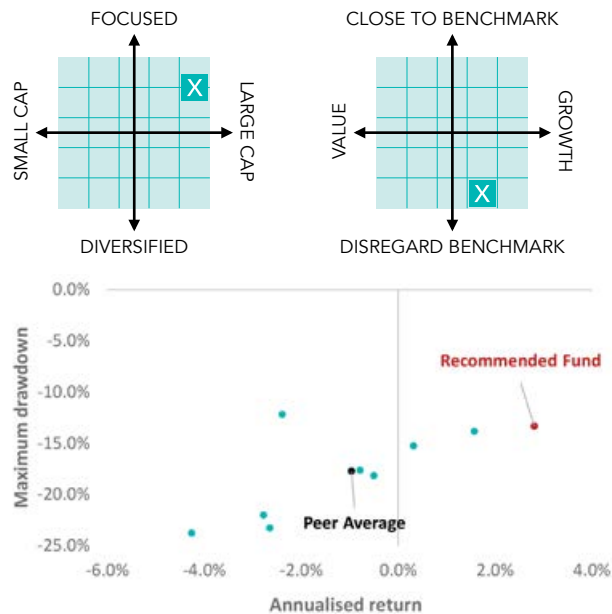 FOCUSED
SMALL CAP
X
LARGE CAP
DIVERSIFIED
CLOSE TO BENCHMARK
VALUE
GROWTH
X
DISREGARD BENCHMARK
0.0%
-5.0%
-10.0%
-15.0%
-20.0%
-25.0%
Maximum drawdown
Recommended Fund
Peer Average
-6.0%
-4.0%
-2.0%
0.0%
2.0%
4.0%
Annualised return